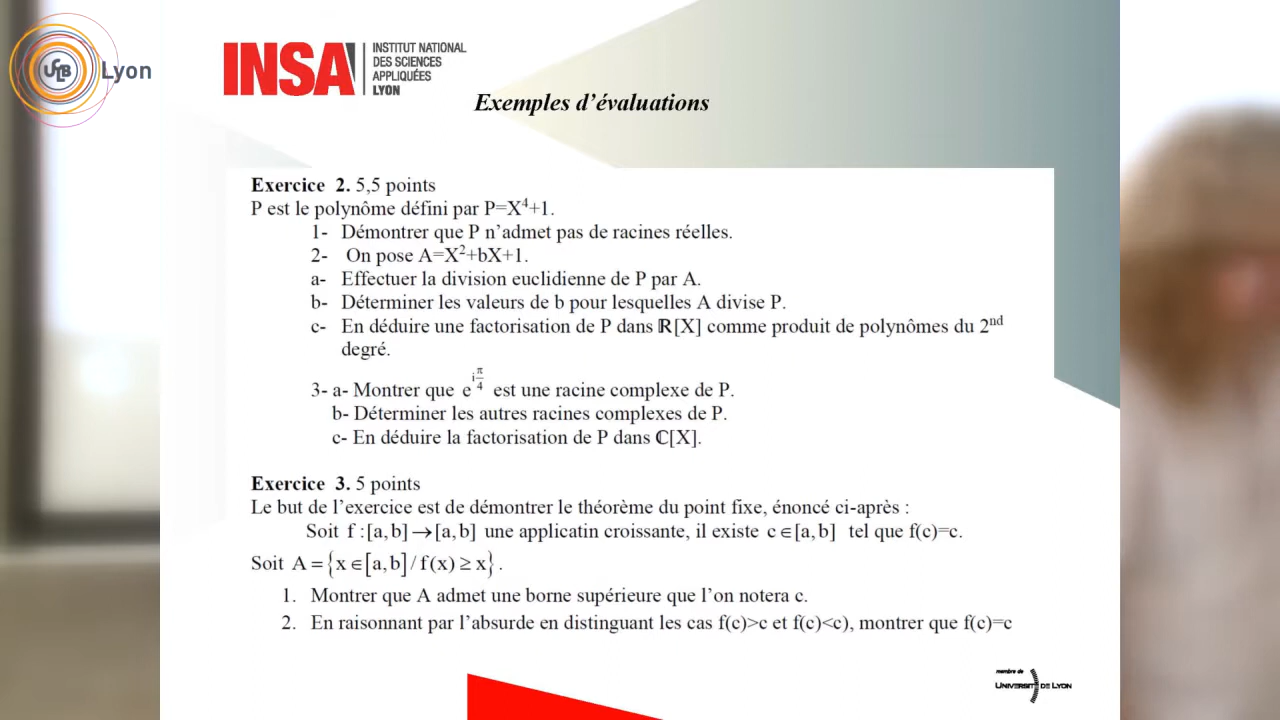 UCLB Lyon
INSA INSTITUT NATIONAL
DES SCIENCES
APPLIQUÉES
LYON
Exemples d’évaluations
Exercice 2. 5,5 points
P est le polynôme défini par P=X⁴+1.
1- Démontrer que P n’admet pas de racines réelles.
2- On pose A=X²+bX+1.
a- Effectuer la division euclidienne de P par A.
b- Déterminer les valeurs de b pour lesquelles A divise P.
c- En déduire une factorisation de P dans ℝ[X] comme produit de polynômes du 2ⁿᵈ
degré.
3- a- Montrer que e^(iπ/4) est une racine complexe de P.
b- Déterminer les autres racines complexes de P.
c- En déduire la factorisation de P dans ℂ[X].
Exercice 3. 5 points
Le but de l’exercice est de démontrer le théorème du point fixe, énoncé ci-après :
Soit f :[a,b]→[a,b] une applicatin croissante, il existe c∈[a,b] tel que f(c)=c.
Soit A={x∈[a,b]/f(x)≥x}.
1. Montrer que A admet une borne supérieure que l’on notera c.
2. En raisonnant par l’absurde en distinguant les cas f(c)>c et f(c)<c), montrer que f(c)=c
membre de
UNIVERSITÉ DE LYON